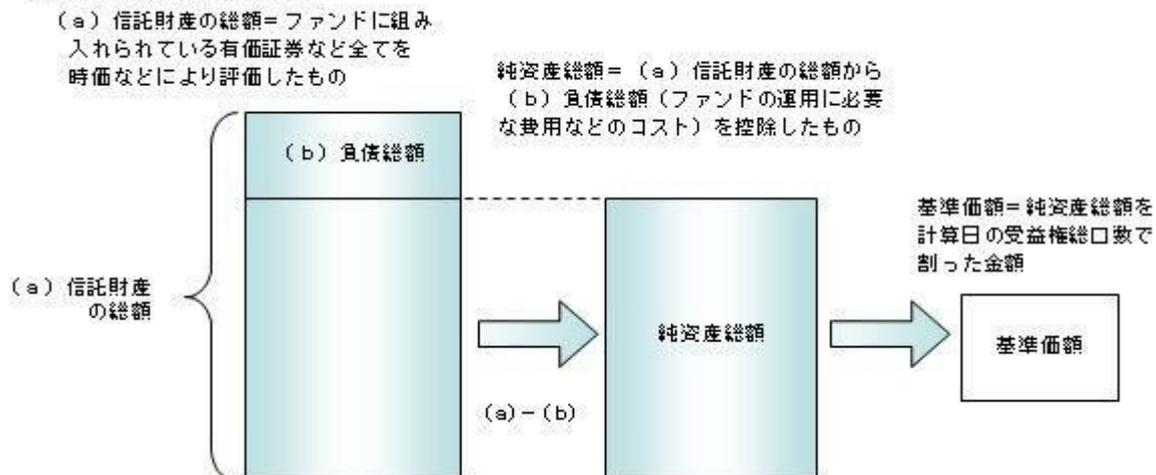 (a)信託財産の総額=ファンドに組み
入れられている有価証券など全てを
時価などにより評価したもの
純資産総額=(a)信託財産の総額から
(b)負債総額(ファンドの運用に必要
な費用などのコスト)を控除したもの
(b)負債総額
基準価額=純資産総額を
計算日の受益権総口数で
割った金額
(a)信託財産
の総額
純資産総額
基準価額
(a)-(b)